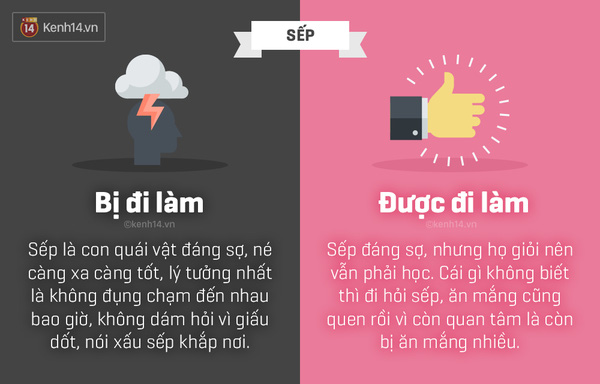 14 Kenh14.vn
SẾP
Bị đi làm
©kenh14.vn
Sếp là con quái vật đáng sợ, né
càng xa càng tốt, lý tưởng nhất
là không đụng chạm đến nhau
bao giờ, không dám hỏi vì giấu
dốt, nói xấu sếp khắp nơi.
Được đi làm
©kenh14.vn
Sếp đáng sợ, nhưng họ giỏi nên
vẫn phải học. Cái gì không biết
thì đi hỏi sếp, ăn mắng cũng
quen rồi vì còn quan tâm là còn
bị ăn mắng nhiều.